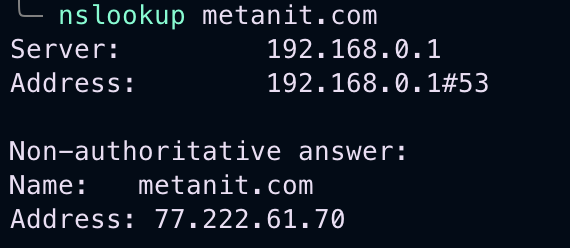 nslookup metanit.com
Server: 192.168.0.1
Address: 192.168.0.1#53
Non-authoritative answer:
Name: metanit.com
Address: 77.222.61.70